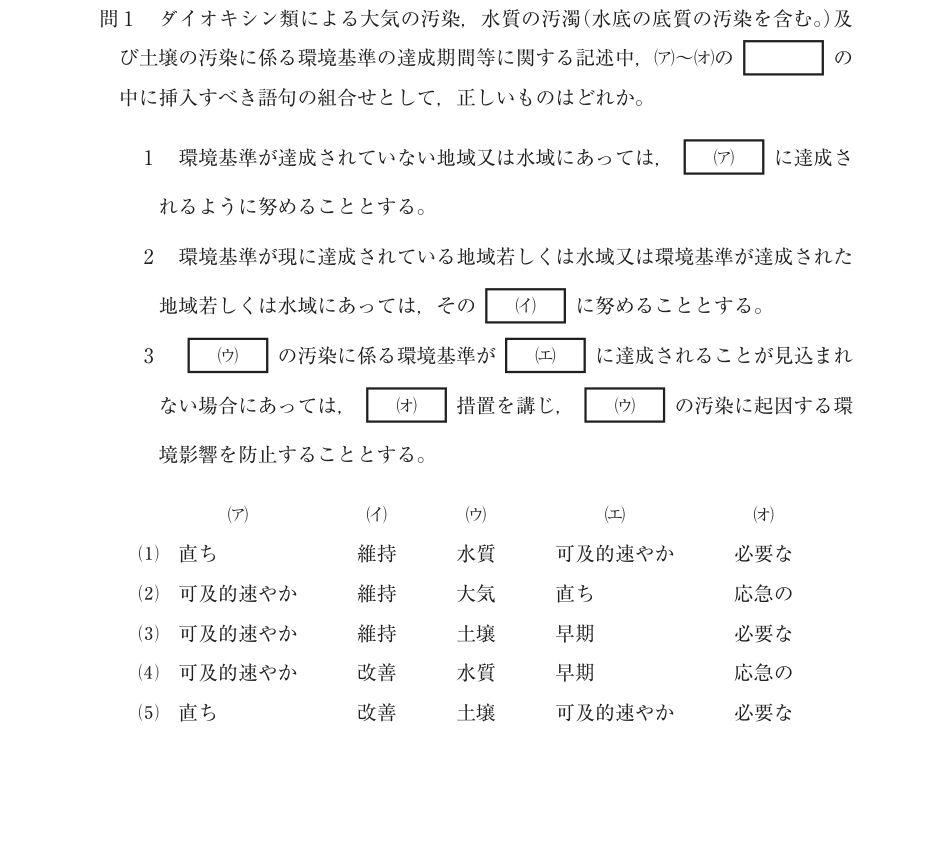 問1　ダイオキシン類による大気の汚染，水質の汚濁(水底の底質の汚染を含む。)及
び土壌の汚染に係る環境基準の達成期間等に関する記述中，㋐～㋔の　　　　の
中に挿入すべき語句の組合せとして，正しいものはどれか。
1　環境基準が達成されていない地域又は水域にあっては，(ア)に達成さ
れるように努めることとする。
2　環境基準が現に達成されている地域若しくは水域又は環境基準が達成された
地域若しくは水域にあっては，その(イ)に努めることとする。
3　(ウ)の汚染に係る環境基準が(エ)に達成されることが見込まれ
ない場合にあっては，(オ)措置を講じ，(ウ)の汚染に起因する環
境影響を防止することとする。
(ア)　(イ)　(ウ)　(エ)　(オ)
(1)　直ち　維持　水質　可及的速やか　必要な
(2)　可及的速やか　維持　大気　直ち　応急の
(3)　可及的速やか　維持　土壌　早期　必要な
(4)　可及的速やか　改善　水質　早期　応急の
(5)　直ち　改善　土壌　可及的速やか　必要な